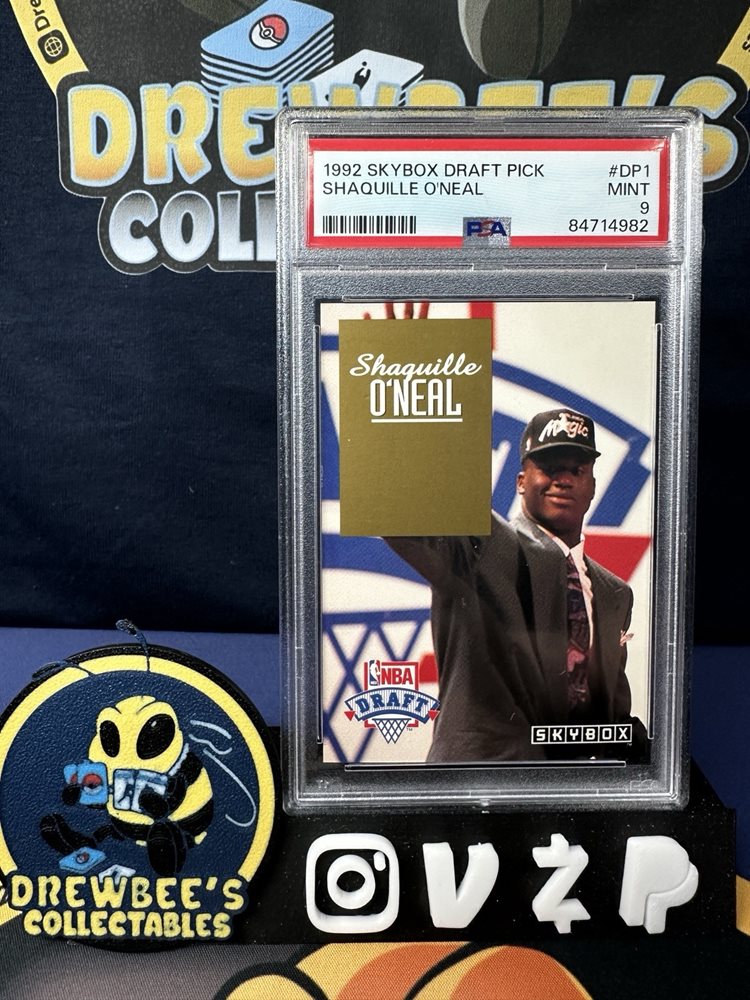 Dre
DREWBEE'S
COLL
1992 SKYBOX DRAFT PICK #DP1
SHAQUILLE O'NEAL MINT
9
PSA 84714982
Shaquille
O'NEAL
Magic
NBA
DRAFT
SKYBOX
DREWBEE'S
COLLECTABLES